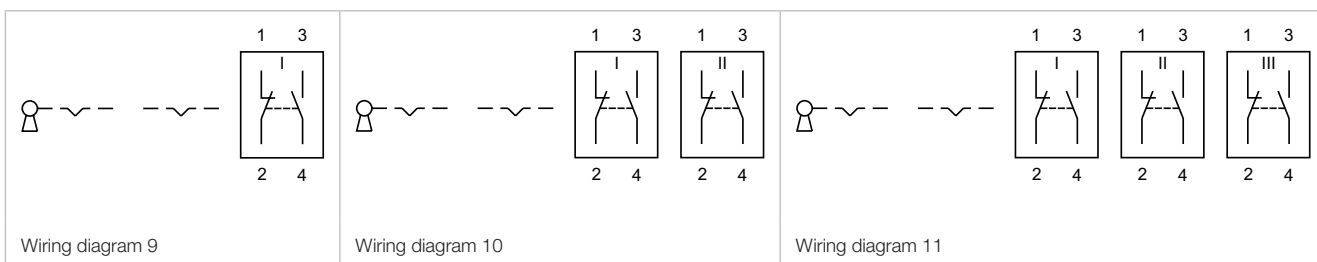 1 3
I
2 4
Wiring diagram 9
1 3 1 3
I II
2 4 2 4
Wiring diagram 10
1 3 1 3 1 3
I II III
2 4 2 4 2 4
Wiring diagram 11